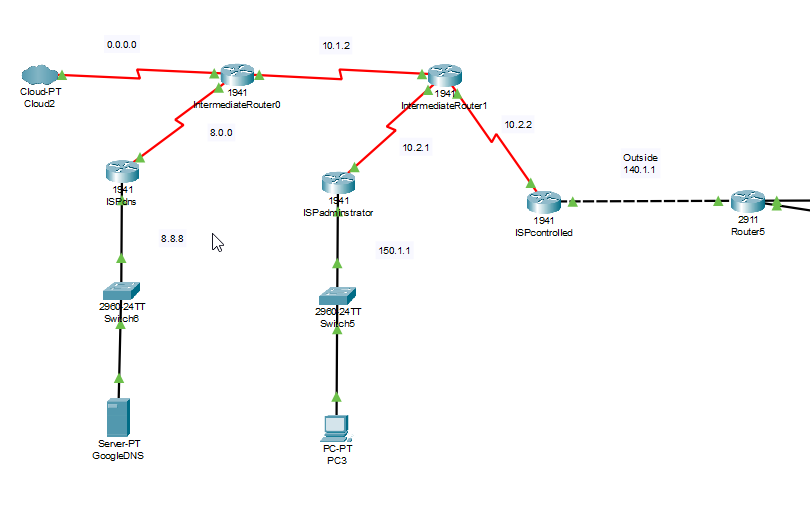 0.0.0.0
10.1.2
Cloud-PT
Cloud2
1941
IntermediateRouter0
1941
IntermediateRouter1
8.0.0
10.2.1
10.2.2
Outside
140.1.1
1941
ISPdns
1941
ISPadminstrator
1941
ISPcontrolled
2911
Router5
8.8.8
150.1.1
2960-24TT
Switch6
2960-24TT
Switch5
Server-PT
GoogleDNS
PC-PT
PC3